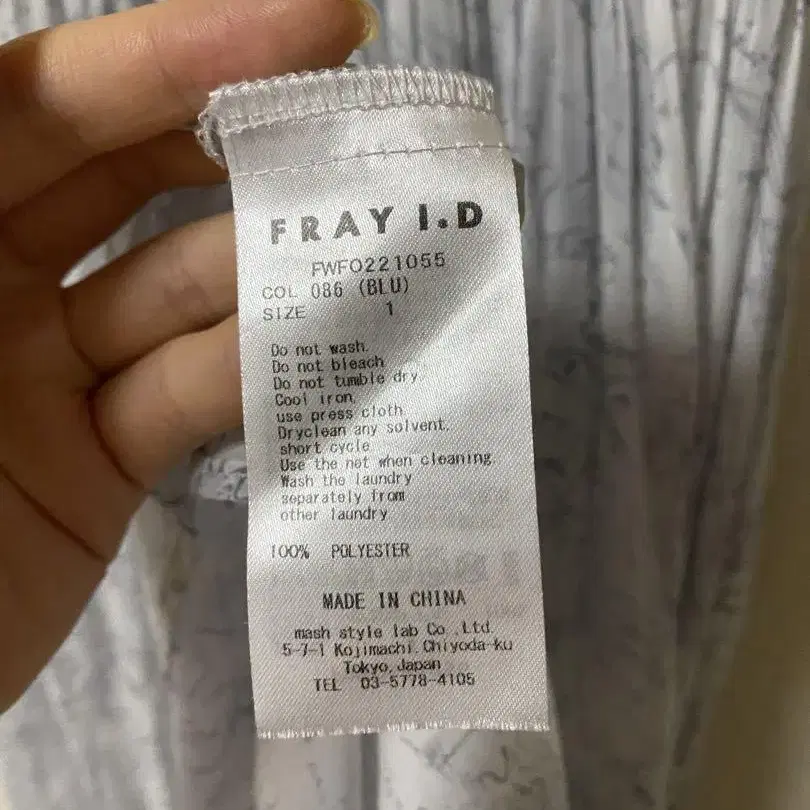 FRAY I.D
FWFO221055
COL 086 (BLU)
SIZE 1
Do not wash.
Do not bleach
Do not tumble dry.
Cool iron.
use press cloth
Dryclean any solvent.
short cycle
Use the net when cleaning.
Wash the laundry
separately from
other laundry
100% POLYESTER
MADE IN CHINA
mash style lab Co.,Ltd.
5-7-1 Kojimachi,Chiyoda-ku
Tokyo,Japan
TEL 03-5778-4105